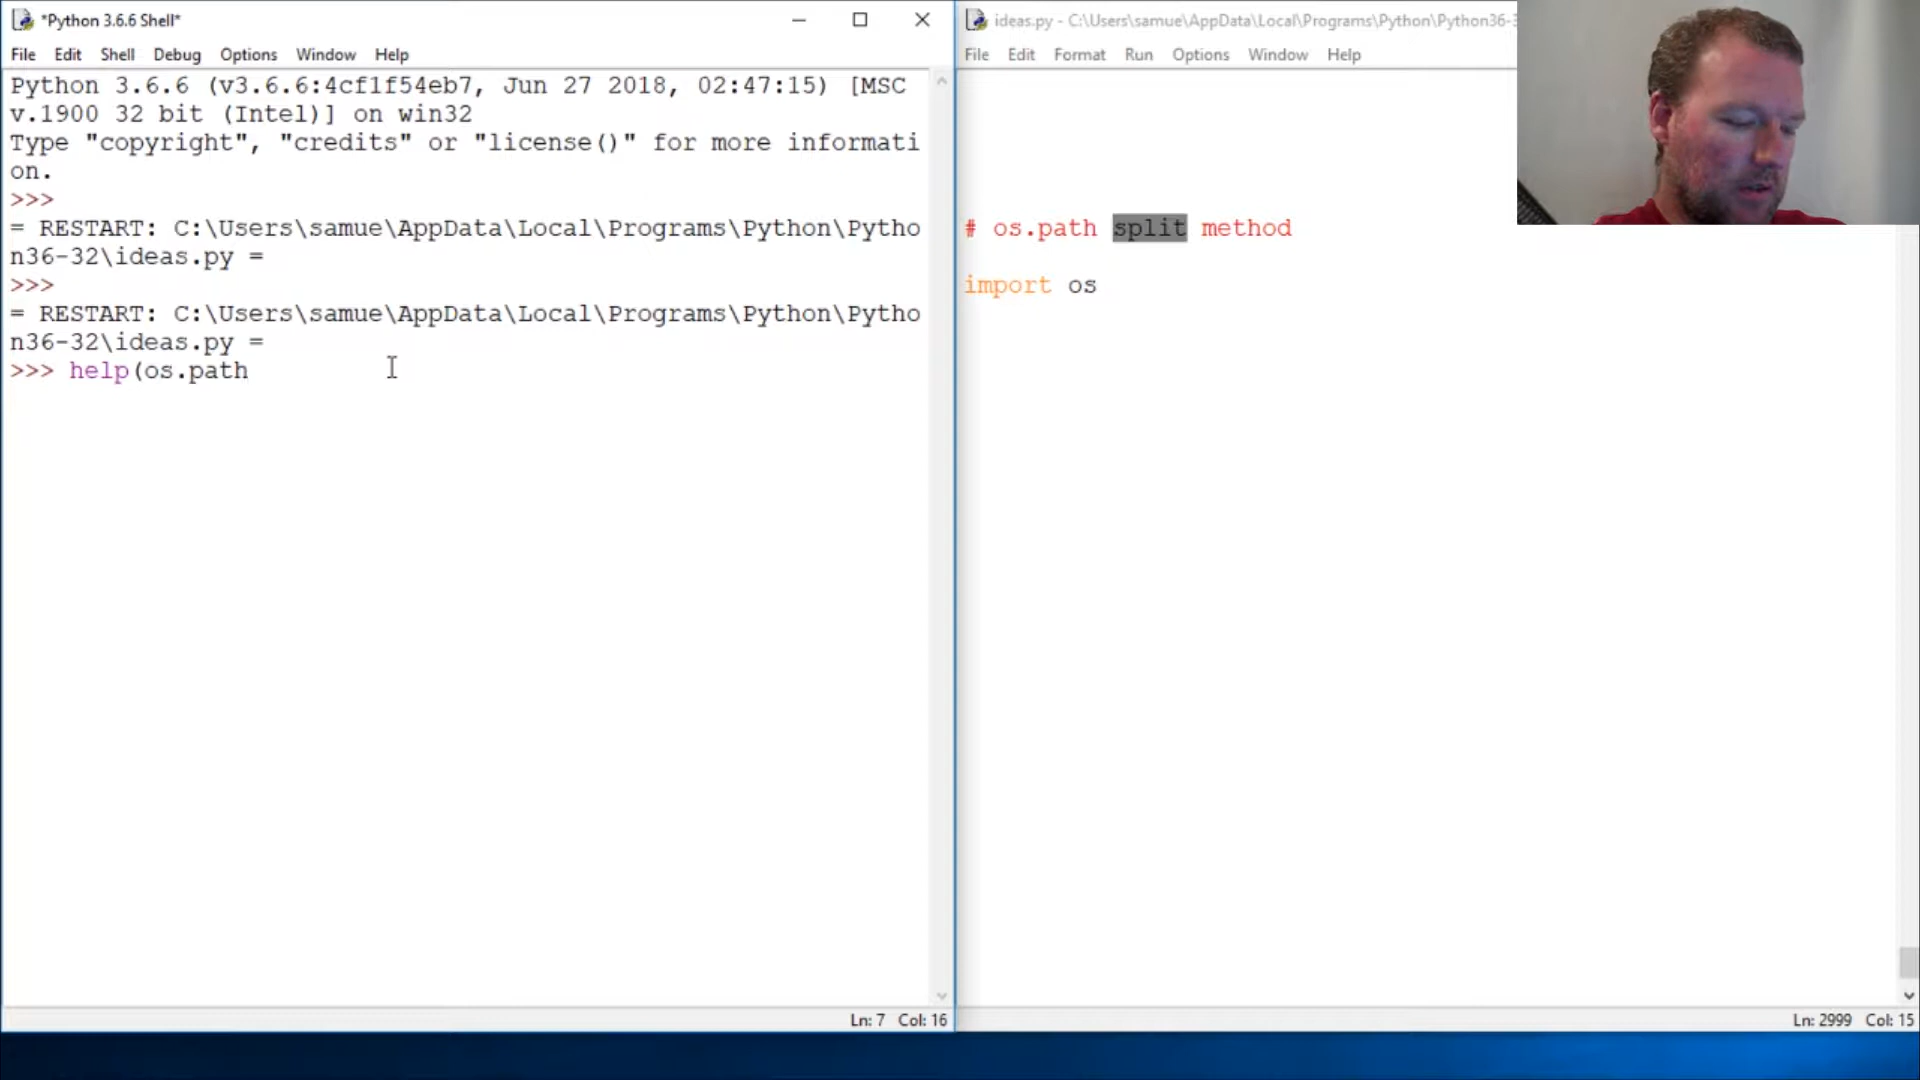 *Python 3.6.6 Shell*
File Edit Shell Debug Options Window Help
Python 3.6.6 (v3.6.6:4cf1f54eb7, Jun 27 2018, 02:47:15) [MSC
v.1900 32 bit (Intel)] on win32
Type "copyright", "credits" or "license()" for more informati
on.
>>>
= RESTART: C:\Users\samue\AppData\Local\Programs\Python\Pytho
n36-32\ideas.py =
>>>
= RESTART: C:\Users\samue\AppData\Local\Programs\Python\Pytho
n36-32\ideas.py =
>>> help(os.path
Ln: 7 Col: 16
ideas.py - C:\Users\samue\AppData\Local\Programs\Python\Python36-3
File Edit Format Run Options Window Help
# os.path split method
import os
Ln: 2999 Col: 15